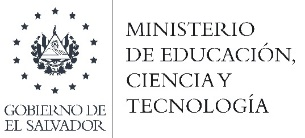 GOBIERNO DE
EL SALVADOR
MINISTERIO
DE EDUCACIÓN,
CIENCIA Y
TECNOLOGÍA